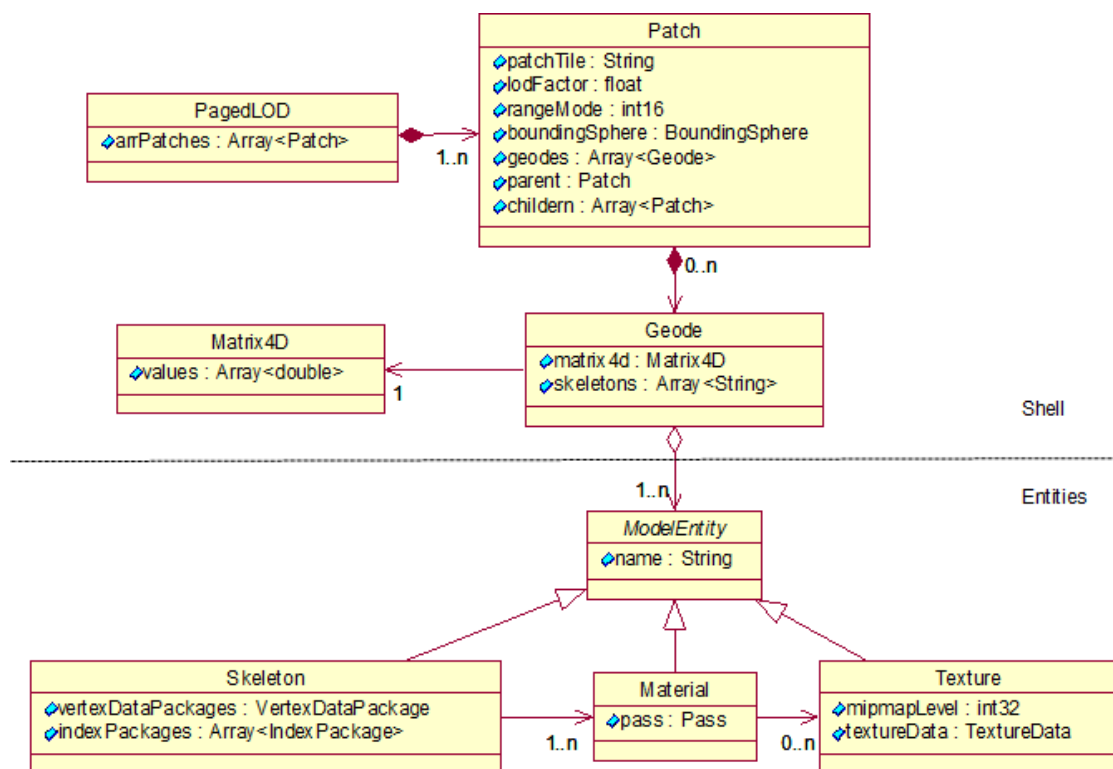 Patch
patchTile : String
lodFactor : float
rangeMode : int16
boundingSphere : BoundingSphere
geodes : Array<Geode>
parent : Patch
childern : Array<Patch>
PagedLOD
arrPatches : Array<Patch>
1..n
0..n
Matrix4D
values : Array<double>
1
Geode
matrix4d : Matrix4D
skeletons : Array<String>
Shell
1..n
Entities
ModelEntity
name : String
Skeleton
vertexDataPackages : VertexDataPackage
indexPackages : Array<IndexPackage>
1..n
Material
pass : Pass
0..n
Texture
mipmapLevel : int32
textureData : TextureData